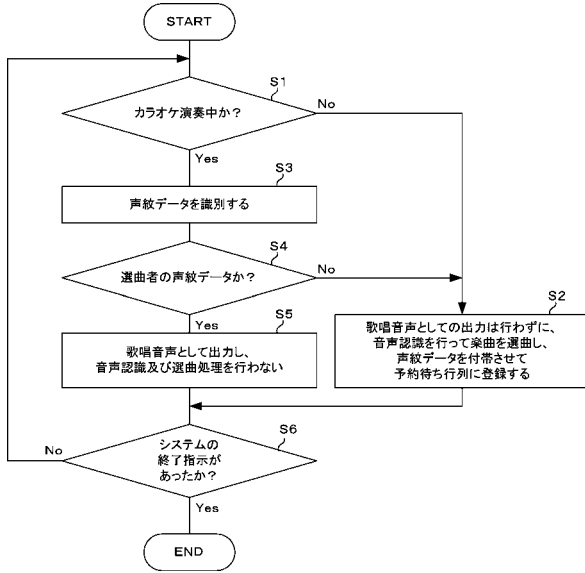 START
S1
カラオケ演奏中か？
No
Yes
S3
声紋データを識別する
S4
選曲者の声紋データか？
No
Yes
S5
歌唱音声として出力し、
音声認識及び選曲処理を行わない
S2
歌唱音声としての出力は行わずに、
音声認識を行って楽曲を選曲し、
声紋データを付帯させて
予約待ち行列に登録する
S6
No
システムの
終了指示が
あったか？
Yes
END